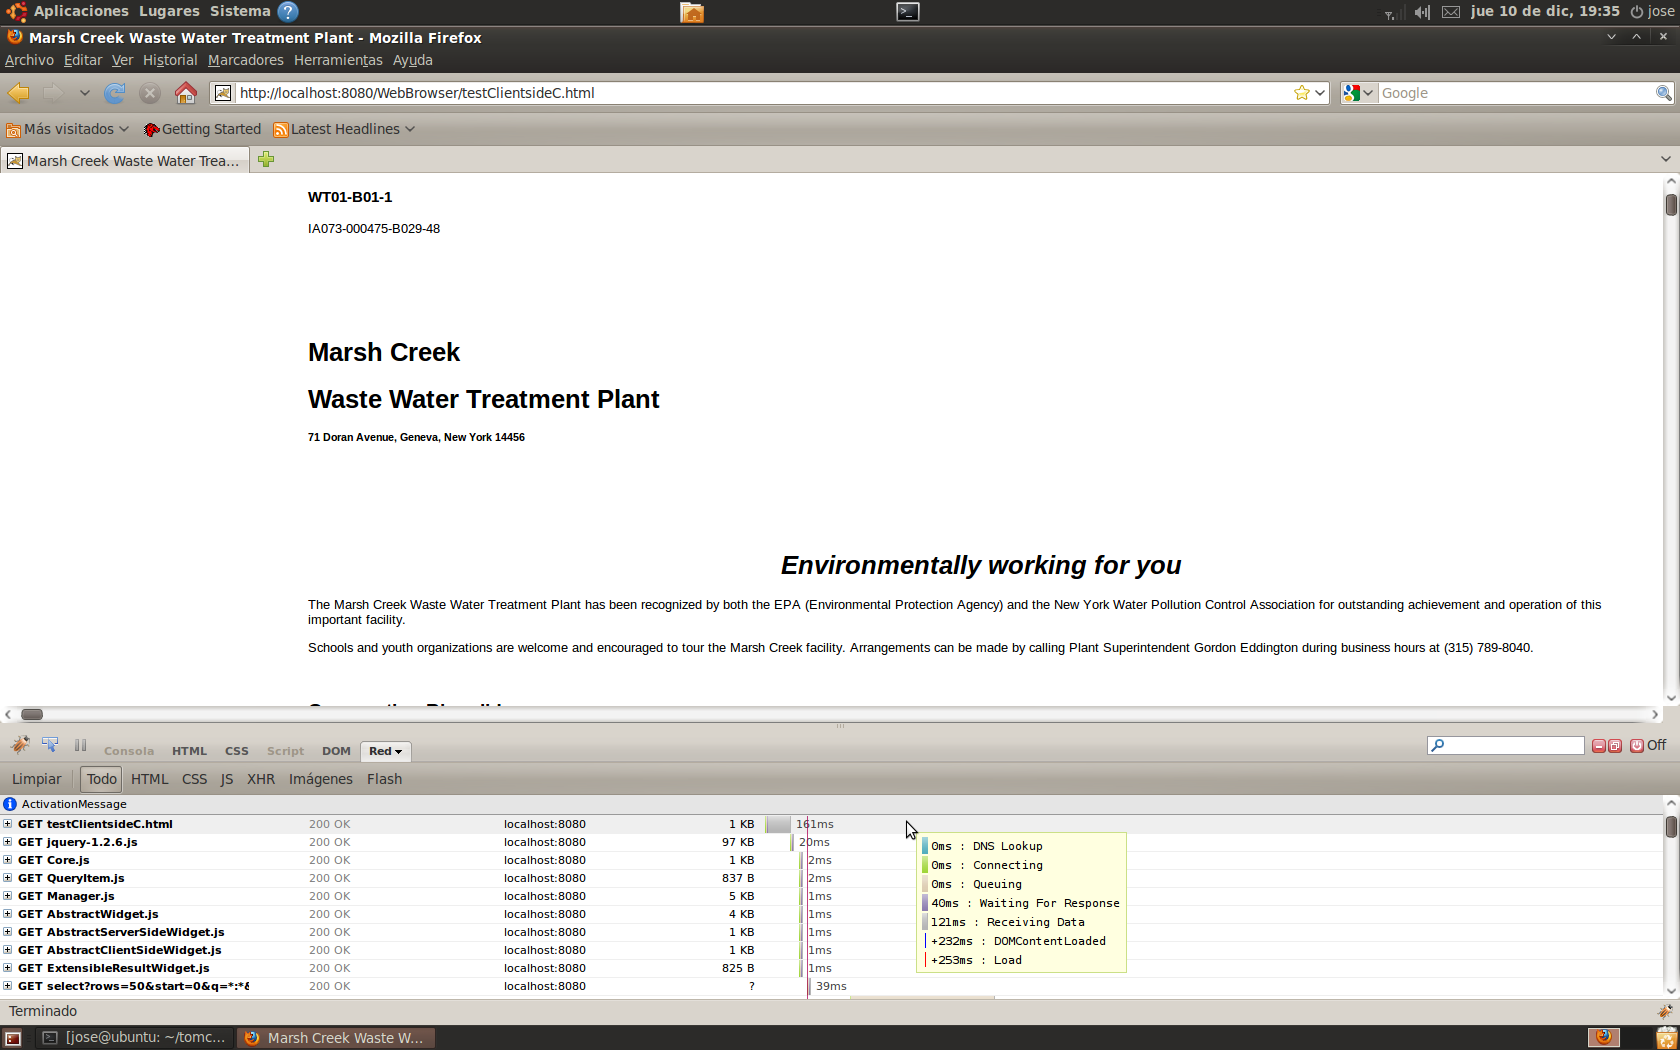 Aplicaciones Lugares Sistema
jue 10 de dic, 19:35 jose
Marsh Creek Waste Water Treatment Plant - Mozilla Firefox
Archivo Editar Ver Historial Marcadores Herramientas Ayuda
http://localhost:8080/WebBrowser/testClientsideC.html
Google
Más visitados Getting Started Latest Headlines
Marsh Creek Waste Water Trea...
WT01-B01-1
IA073-000475-B029-48
Marsh Creek
Waste Water Treatment Plant
71 Doran Avenue, Geneva, New York 14456
Environmentally working for you
The Marsh Creek Waste Water Treatment Plant has been recognized by both the EPA (Environmental Protection Agency) and the New York Water Pollution Control Association for outstanding achievement and operation of this
important facility.
Schools and youth organizations are welcome and encouraged to tour the Marsh Creek facility. Arrangements can be made by calling Plant Superintendent Gordon Eddington during business hours at (315) 789-8040.
Consola HTML CSS Script DOM Red
Off
Limpiar Todo HTML CSS JS XHR Imágenes Flash
ActivationMessage
GET testClientsideC.html 200 OK localhost:8080 1 KB 161ms
GET jquery-1.2.6.js 200 OK localhost:8080 97 KB 20ms
GET Core.js 200 OK localhost:8080 1 KB 2ms
GET QueryItem.js 200 OK localhost:8080 837 B 2ms
GET Manager.js 200 OK localhost:8080 5 KB 1ms
GET AbstractWidget.js 200 OK localhost:8080 4 KB 1ms
GET AbstractServerSideWidget.js 200 OK localhost:8080 1 KB 1ms
GET AbstractClientSideWidget.js 200 OK localhost:8080 1 KB 1ms
GET ExtensibleResultWidget.js 200 OK localhost:8080 825 B 1ms
GET select?rows=50&start=0&q=*:*& 200 OK localhost:8080 ? 39ms
0ms : DNS Lookup
0ms : Connecting
0ms : Queuing
40ms : Waiting For Response
121ms : Receiving Data
+232ms : DOMContentLoaded
+253ms : Load
Terminado
[jose@ubuntu: ~/tomc... Marsh Creek Waste W...